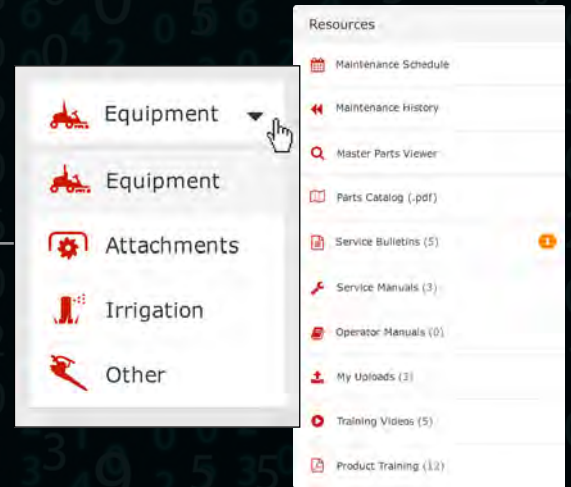 Equipment
Equipment
Attachments
Irrigation
Other
Resources
Maintenance Schedule
Maintenance History
Master Parts Viewer
Parts Catalog (.pdf)
Service Bulletins (5)
Service Manuals (3)
Operator Manuals (0)
My Uploads (3)
Training Videos (5)
Product Training (12)